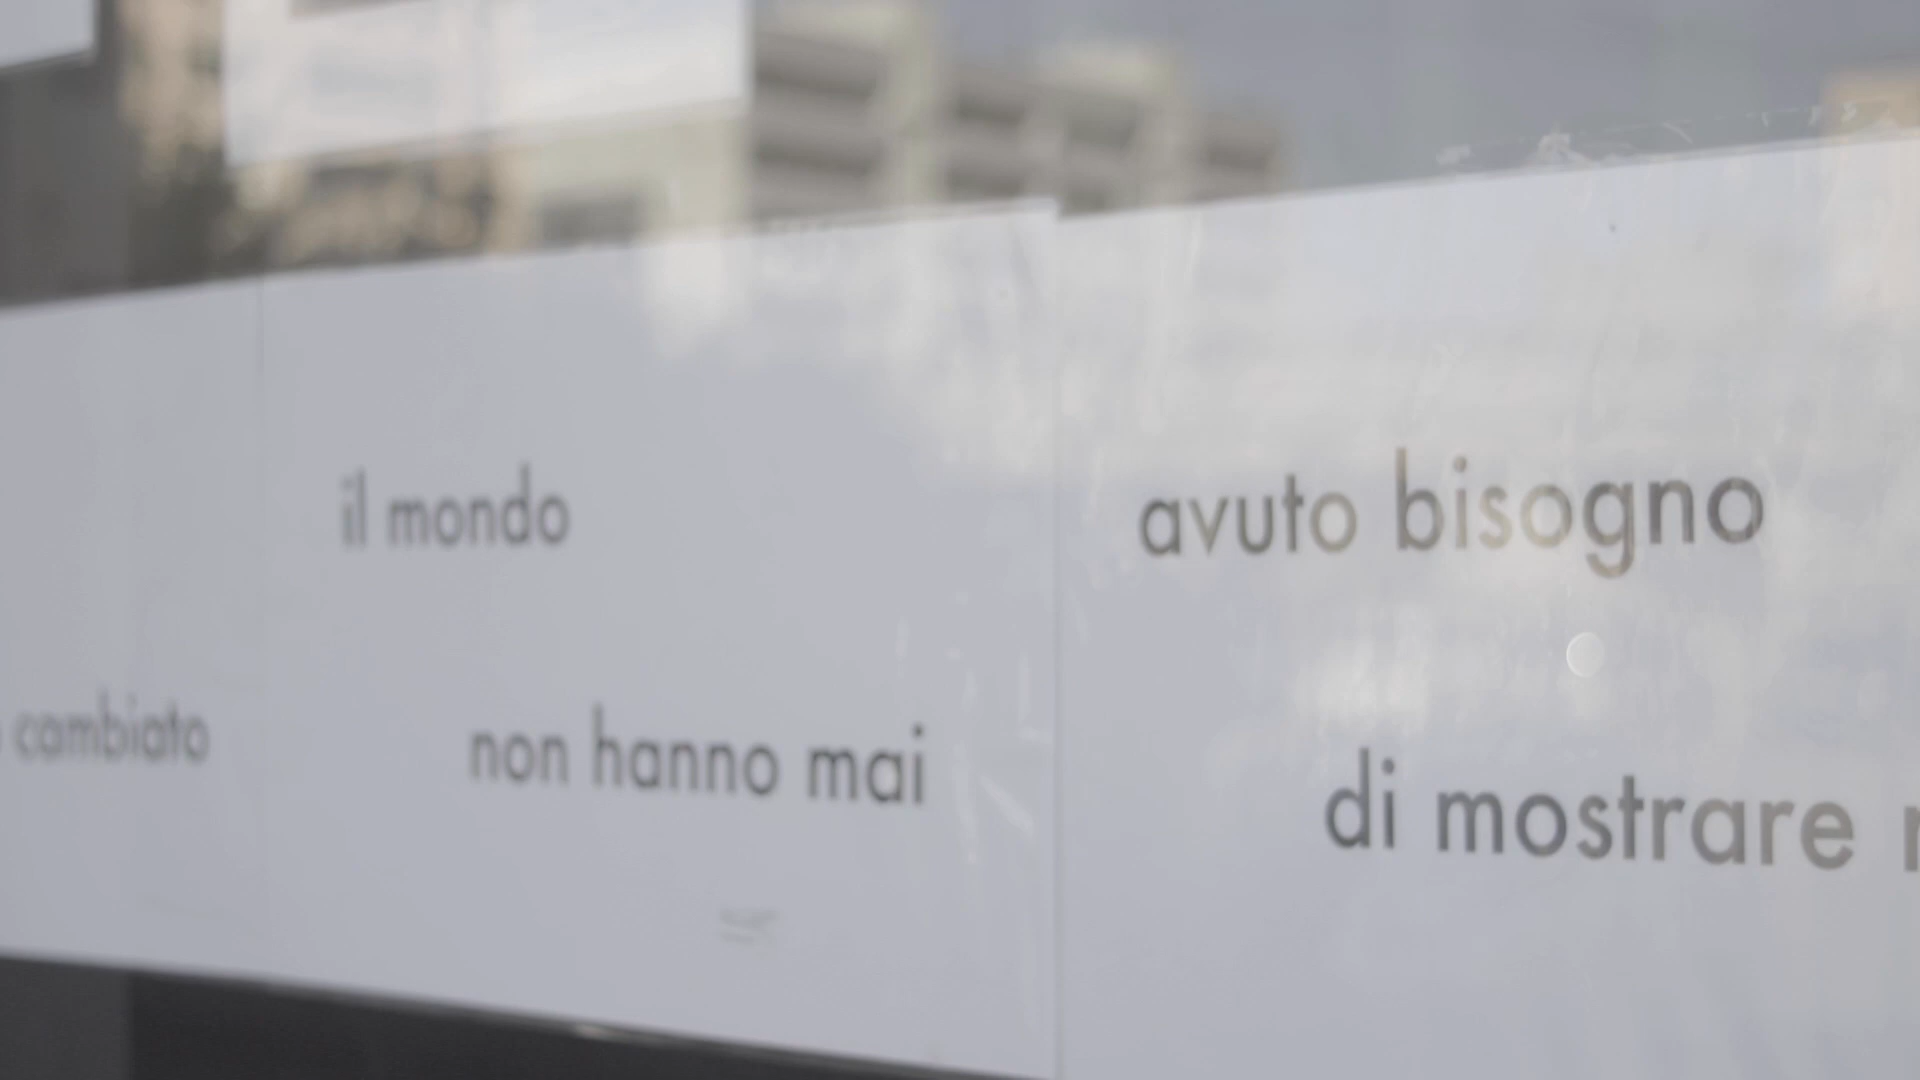 il mondo
avuto bisogno
cambiato
non hanno mai
di mostrare